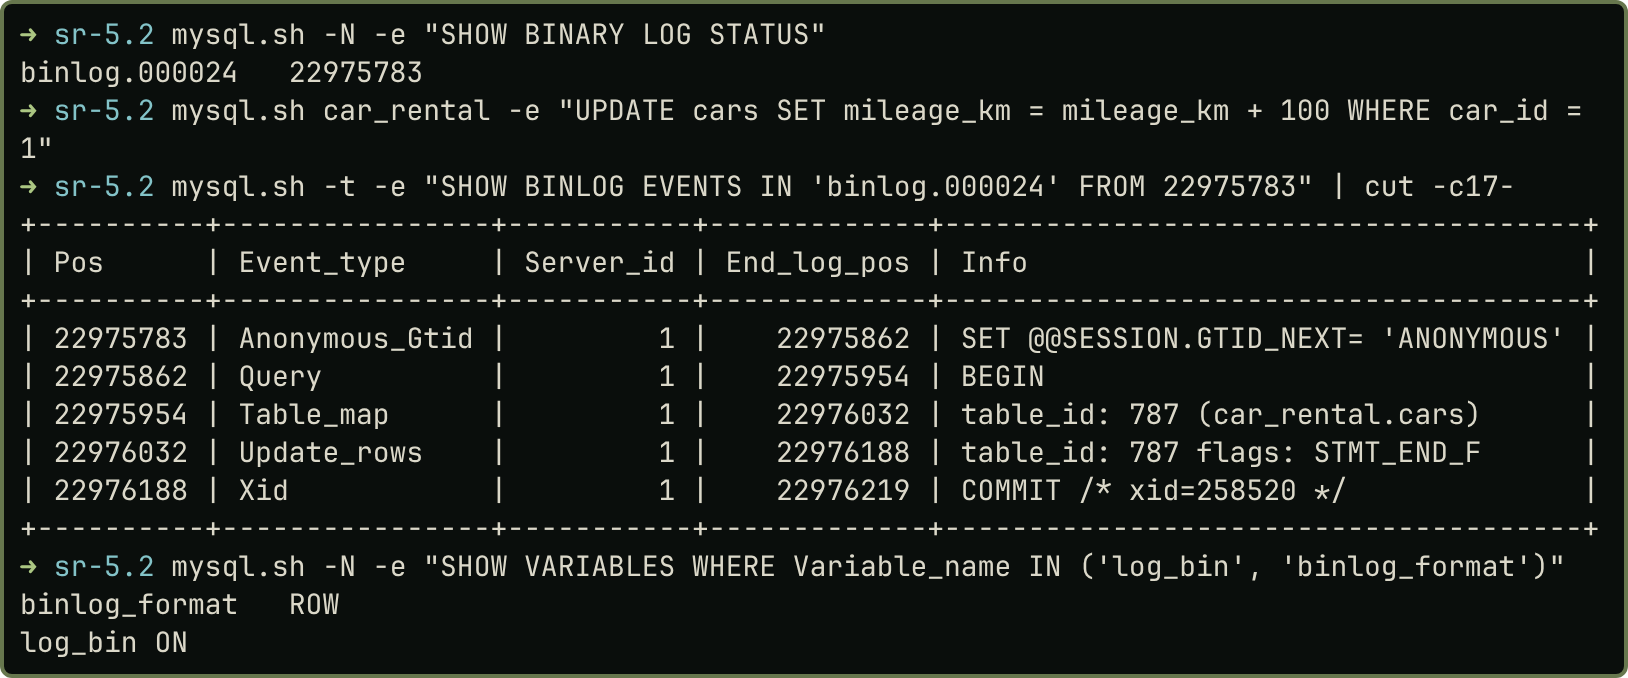 ➜ sr-5.2 mysql.sh -N -e "SHOW BINARY LOG STATUS"
binlog.000024   22975783
➜ sr-5.2 mysql.sh car_rental -e "UPDATE cars SET mileage_km = mileage_km + 100 WHERE car_id =
1"
➜ sr-5.2 mysql.sh -t -e "SHOW BINLOG EVENTS IN 'binlog.000024' FROM 22975783" | cut -c17-
+----------+----------------+-----------+-------------+--------------------------------------+
| Pos      | Event_type     | Server_id | End_log_pos | Info                                 |
+----------+----------------+-----------+-------------+--------------------------------------+
| 22975783 | Anonymous_Gtid |         1 |    22975862 | SET @@SESSION.GTID_NEXT= 'ANONYMOUS' |
| 22975862 | Query          |         1 |    22975954 | BEGIN                                |
| 22975954 | Table_map      |         1 |    22976032 | table_id: 787 (car_rental.cars)      |
| 22976032 | Update_rows    |         1 |    22976188 | table_id: 787 flags: STMT_END_F      |
| 22976188 | Xid            |         1 |    22976219 | COMMIT /* xid=258520 */              |
+----------+----------------+-----------+-------------+--------------------------------------+
➜ sr-5.2 mysql.sh -N -e "SHOW VARIABLES WHERE Variable_name IN ('log_bin', 'binlog_format')"
binlog_format   ROW
log_bin ON